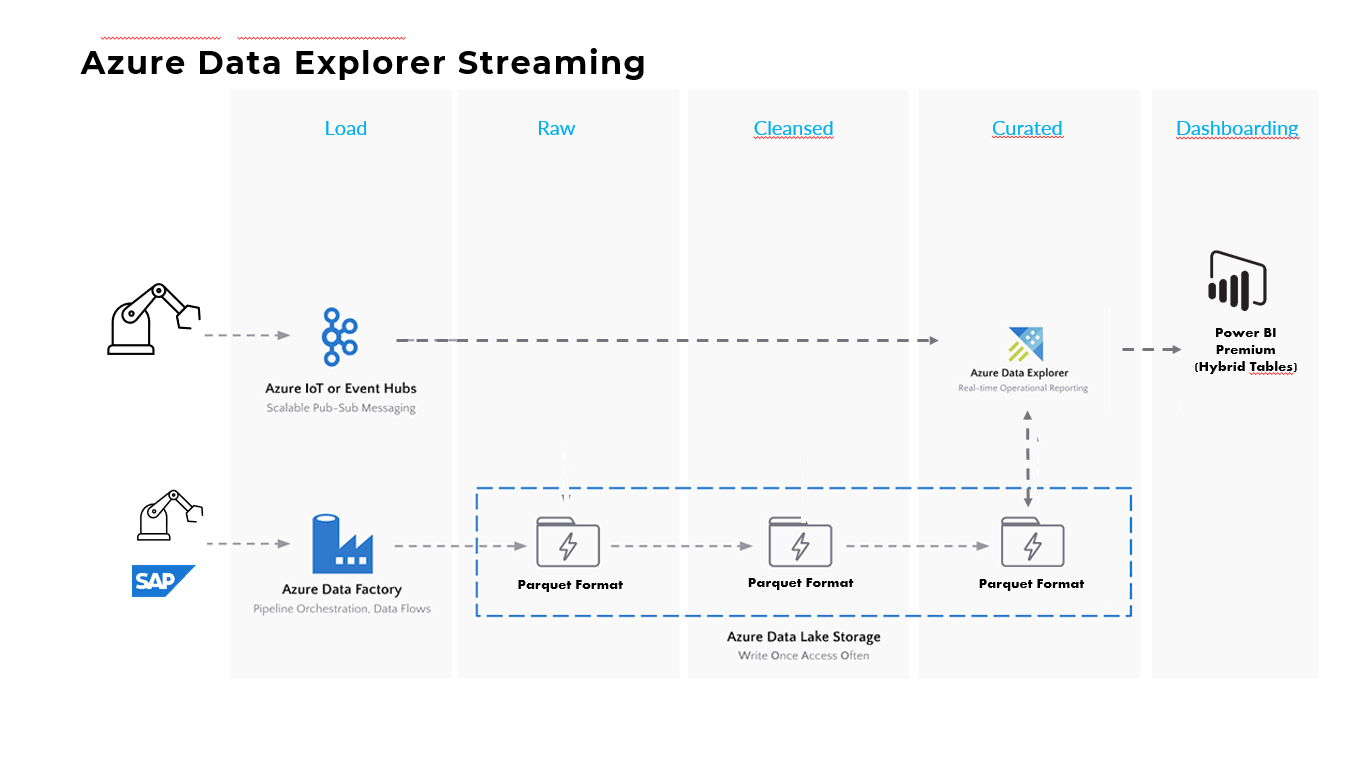 Azure Data Explorer Streaming
Load
Raw
Cleansed
Curated
Dashboarding
Azure IoT or Event Hubs
Scalable Pub-Sub Messaging
Azure Data Explorer
Real-time Operational Reporting
Power BI
Premium
(Hybrid Tables)
SAP
Azure Data Factory
Pipeline Orchestration, Data Flows
Parquet Format
Parquet Format
Parquet Format
Azure Data Lake Storage
Write Once Access Often